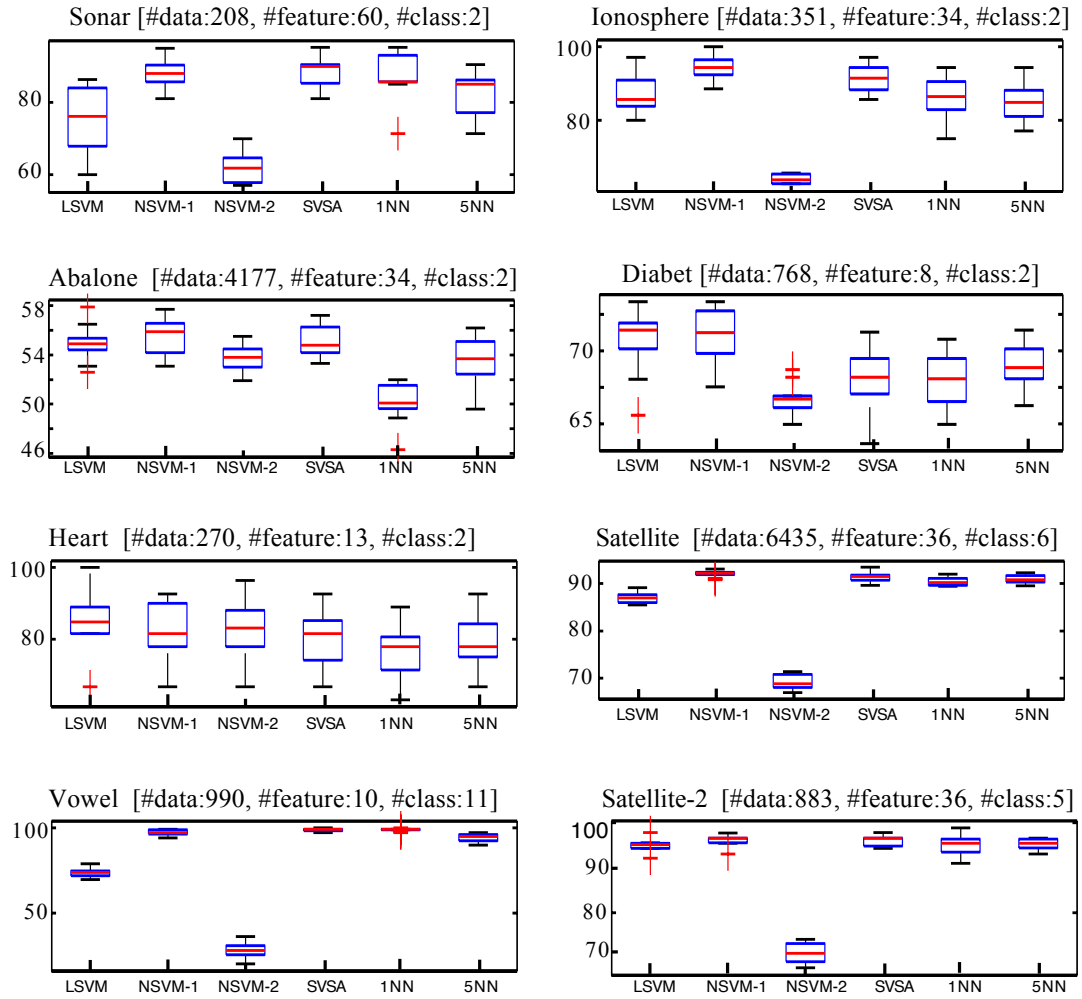 Sonar [#data:208, #feature:60, #class:2]
80
60
LSVM NSVM-1 NSVM-2 SVSA 1NN 5NN
Ionosphere [#data:351, #feature:34, #class:2]
100
80
LSVM NSVM-1 NSVM-2 SVSA 1NN 5NN
Abalone [#data:4177, #feature:34, #class:2]
58
54
50
46
LSVM NSVM-1 NSVM-2 SVSA 1NN 5NN
Diabet [#data:768, #feature:8, #class:2]
70
65
LSVM NSVM-1 NSVM-2 SVSA 1NN 5NN
Heart [#data:270, #feature:13, #class:2]
100
80
LSVM NSVM-1 NSVM-2 SVSA 1NN 5NN
Satellite [#data:6435, #feature:36, #class:6]
90
80
70
LSVM NSVM-1 NSVM-2 SVSA 1NN 5NN
Vowel [#data:990, #feature:10, #class:11]
100
50
LSVM NSVM-1 NSVM-2 SVSA 1NN 5NN
Satellite-2 [#data:883, #feature:36, #class:5]
100
95
70
LSVM NSVM-1 NSVM-2 SVSA 1NN 5NN